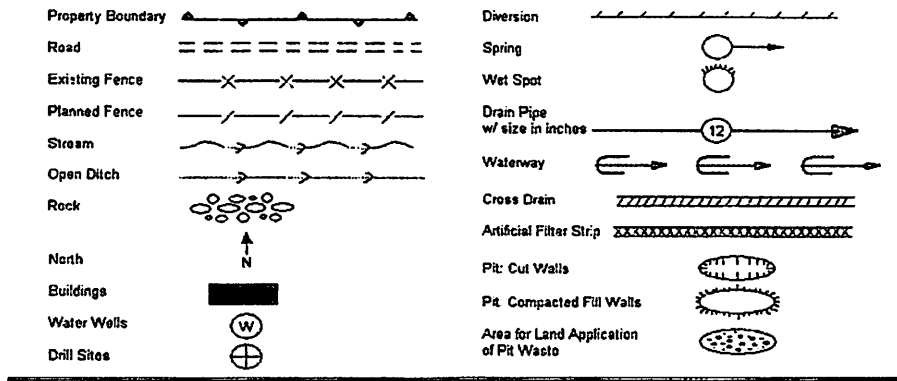 Property Boundary
Road
Existing Fence
Planned Fence
Stream
Open Ditch
Rock
North
N
Buildings
Water Wells
W
Drill Sites
Diversion
Spring
Wet Spot
Drain Pipe
w/ size in inches
12
Waterway
Cross Drain
Artificial Filter Strip
Pit: Cut Walls
Pit: Compacted Fill Walls
Area for Land Application
of Pit Waste